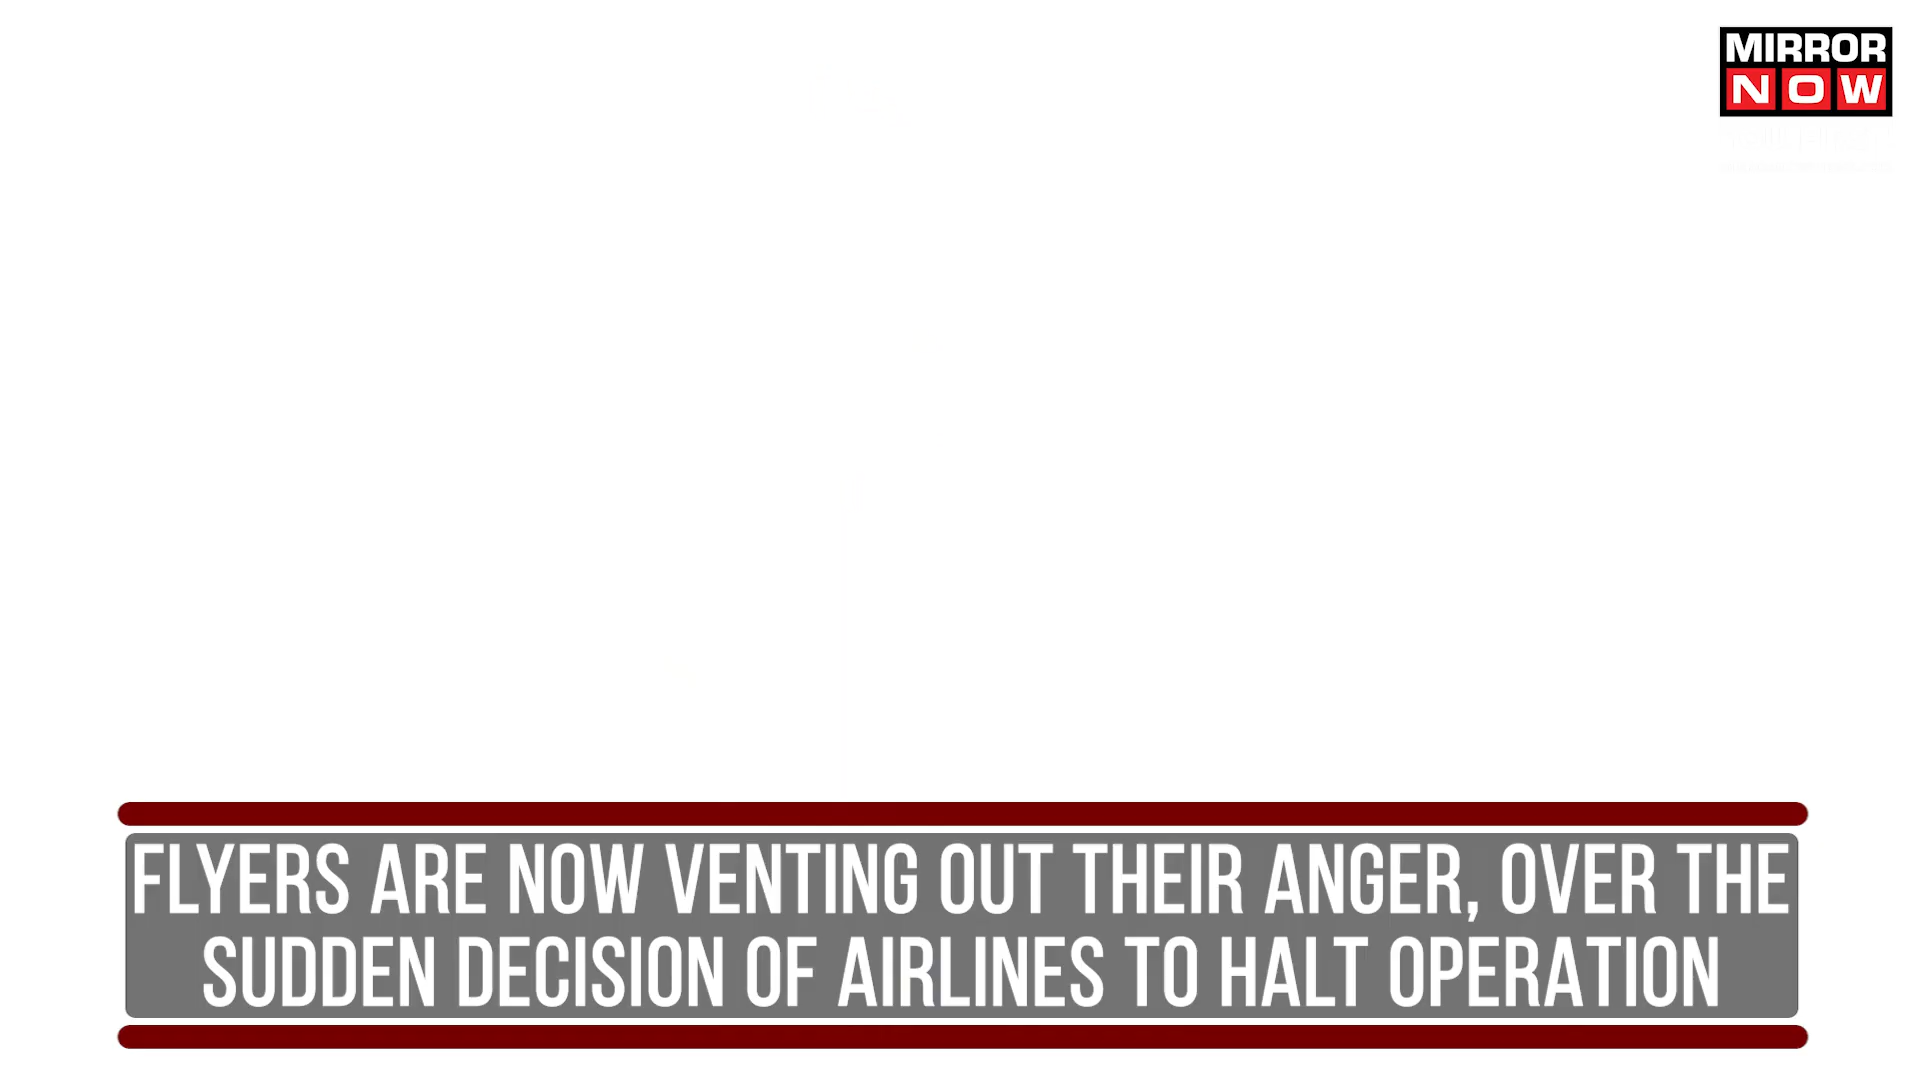 MIRROR
NOW
FLYERS ARE NOW VENTING OUT THEIR ANGER, OVER THE
SUDDEN DECISION OF AIRLINES TO HALT OPERATION